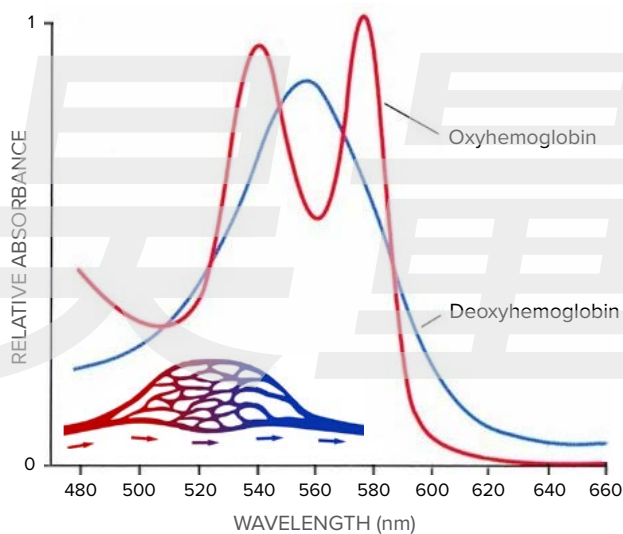 1
RELATIVE ABSORBANCE
Oxyhemoglobin
Deoxyhemoglobin
0
480 500 520 540 560 580 600 620 640 660
WAVELENGTH (nm)